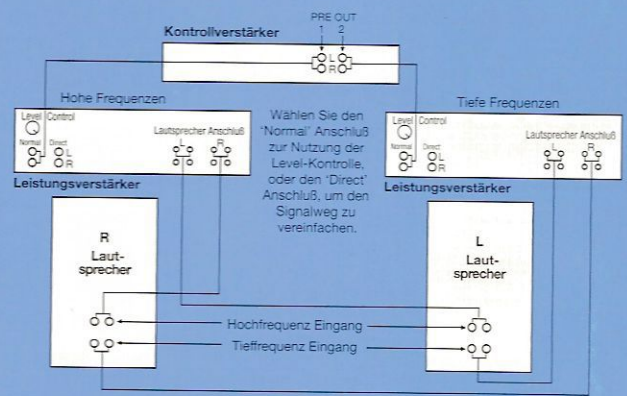 PRE OUT
1 2
Kontrollverstärker
L
R
Hohe Frequenzen
Tiefe Frequenzen
Level Control
Lautsprecher Anschluß
Normal Direct
L
R
L R
Leistungsverstärker
Wählen Sie den
'Normal' Anschluß
zur Nutzung der
Level-Kontrolle,
oder den 'Direct'
Anschluß, um den
Signalweg zu
vereinfachen.
Level Control
Lautsprecher Anschluß
Normal Direct
L
R
L R
Leistungsverstärker
R
Laut-
sprecher
L
Laut-
sprecher
Hochfrequenz Eingang
Tieffrequenz Eingang